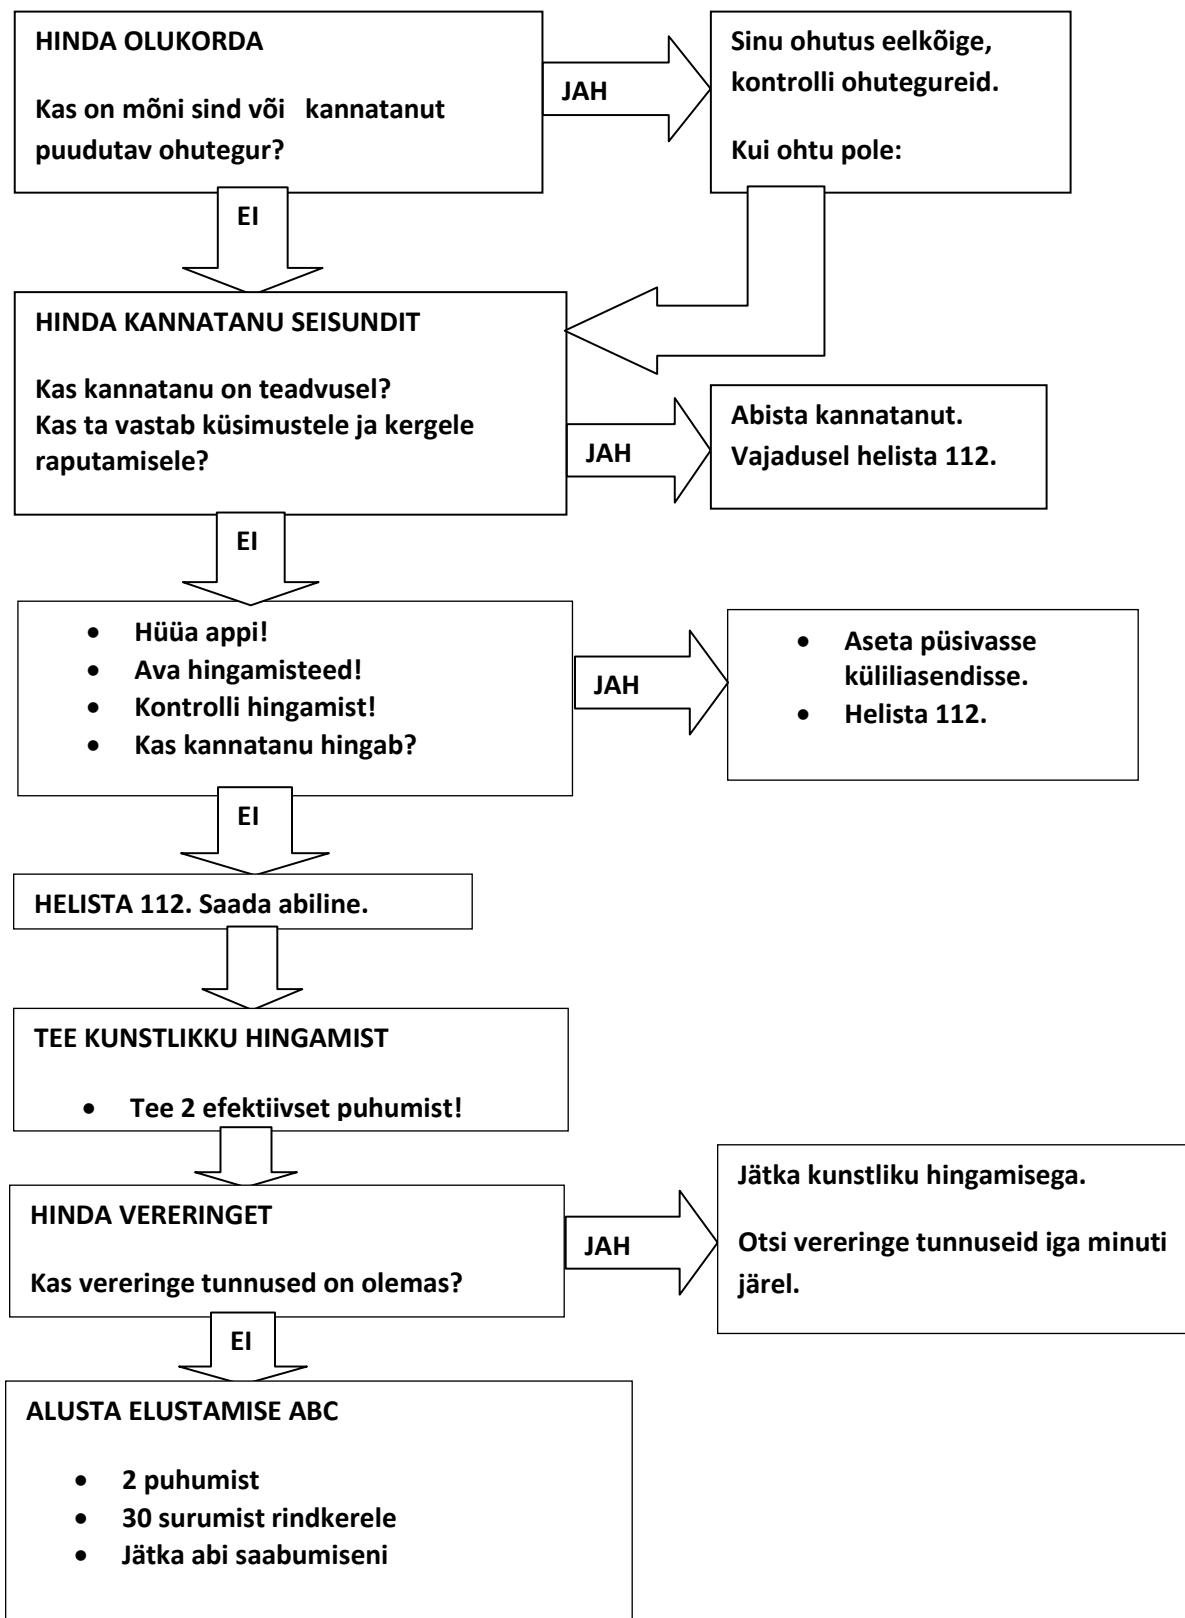 HINDA OLUKORDA
Kas on mõni sind või kannatanut
puudutav ohutegur?
JAH
Sinu ohutus eelkõige,
kontrolli ohutegureid.
Kui ohtu pole:
EI
HINDA KANNATANU SEISUNDIT
Kas kannatanu on teadvusel?
Kas ta vastab küsimustele ja kergele
raputamisele?
JAH
Abista kannatanut.
Vajadusel helista 112.
EI
• Hüüa appi!
• Ava hingamisteed!
• Kontrolli hingamist!
• Kas kannatanu hingab?
JAH
• Aseta püsivasse
küliliasendisse.
• Helista 112.
EI
HELISTA 112. Saada abiline.
TEE KUNSTLIKKU HINGAMIST
• Tee 2 efektiivset puhumist!
HINDA VERERINGET
Kas vereringe tunnused on olemas?
JAH
Jätka kunstliku hingamisega.
Otsi vereringe tunnuseid iga minuti
järel.
EI
ALUSTA ELUSTAMISE ABC
• 2 puhumist
• 30 surumist rindkerele
• Jätka abi saabumiseni